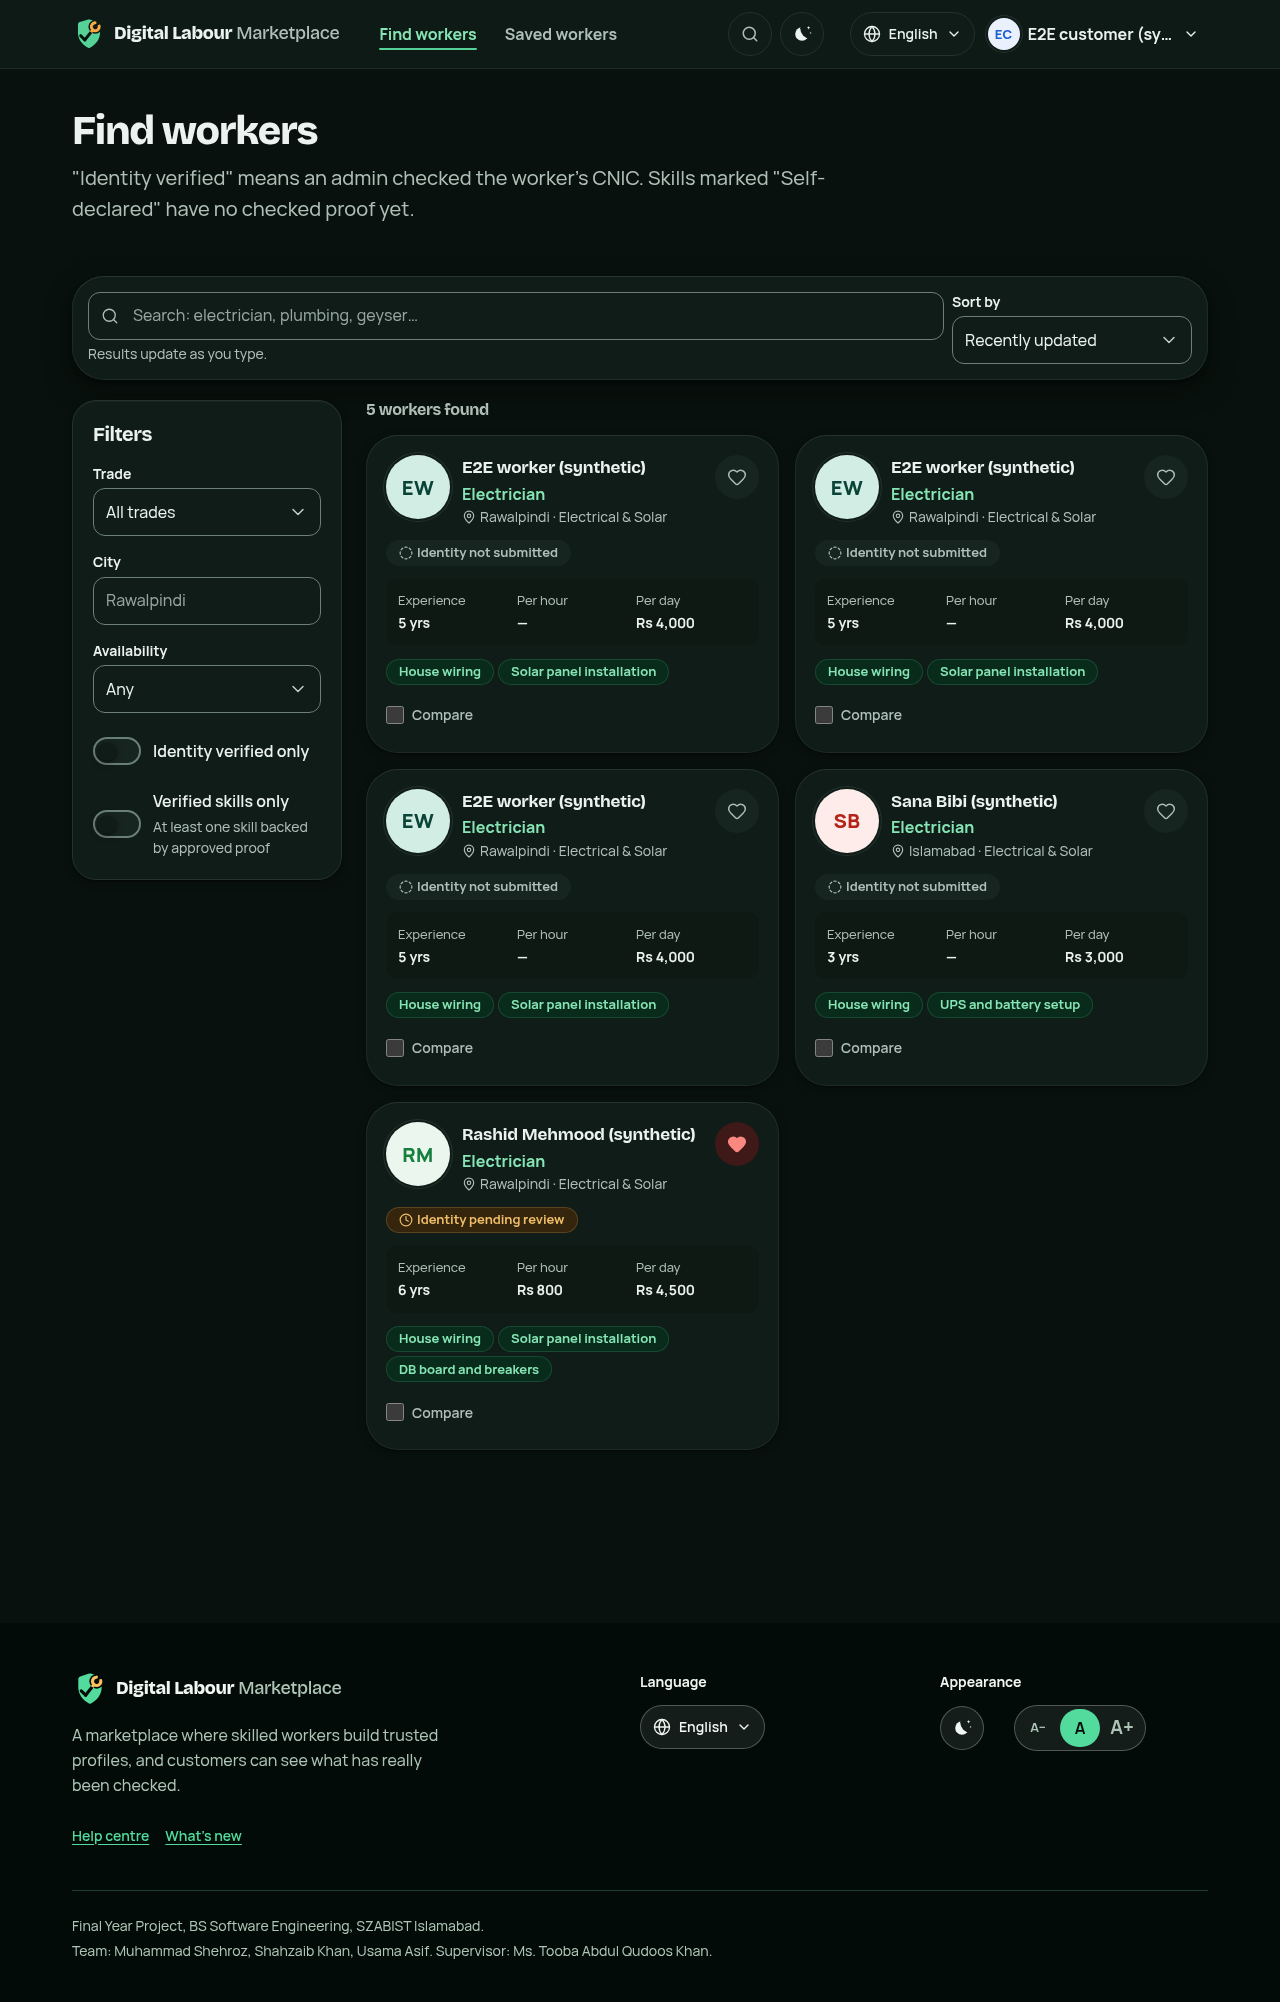 Digital Labour Marketplace
Find workers
Saved workers
English
EC
E2E customer (sy...
Find workers
"Identity verified" means an admin checked the worker's CNIC. Skills marked "Self-
declared" have no checked proof yet.
Search: electrician, plumbing, geyser...
Results update as you type.
Sort by
Recently updated
Filters
Trade
All trades
City
Rawalpindi
Availability
Any
Identity verified only
Verified skills only
At least one skill backed
by approved proof
5 workers found
EW
E2E worker (synthetic)
Electrician
Rawalpindi · Electrical & Solar
Identity not submitted
Experience Per hour Per day
5 yrs — Rs 4,000
House wiring Solar panel installation
Compare
EW
E2E worker (synthetic)
Electrician
Rawalpindi · Electrical & Solar
Identity not submitted
Experience Per hour Per day
5 yrs — Rs 4,000
House wiring Solar panel installation
Compare
EW
E2E worker (synthetic)
Electrician
Rawalpindi · Electrical & Solar
Identity not submitted
Experience Per hour Per day
5 yrs — Rs 4,000
House wiring Solar panel installation
Compare
SB
Sana Bibi (synthetic)
Electrician
Islamabad · Electrical & Solar
Identity not submitted
Experience Per hour Per day
3 yrs — Rs 3,000
House wiring UPS and battery setup
Compare
RM
Rashid Mehmood (synthetic)
Electrician
Rawalpindi · Electrical & Solar
Identity pending review
Experience Per hour Per day
6 yrs Rs 800 Rs 4,500
House wiring Solar panel installation
DB board and breakers
Compare
Digital Labour Marketplace
A marketplace where skilled workers build trusted
profiles, and customers can see what has really
been checked.
Help centre What's new
Language
English
Appearance
A− A A+
Final Year Project, BS Software Engineering, SZABIST Islamabad.
Team: Muhammad Shehroz, Shahzaib Khan, Usama Asif. Supervisor: Ms. Tooba Abdul Qudoos Khan.